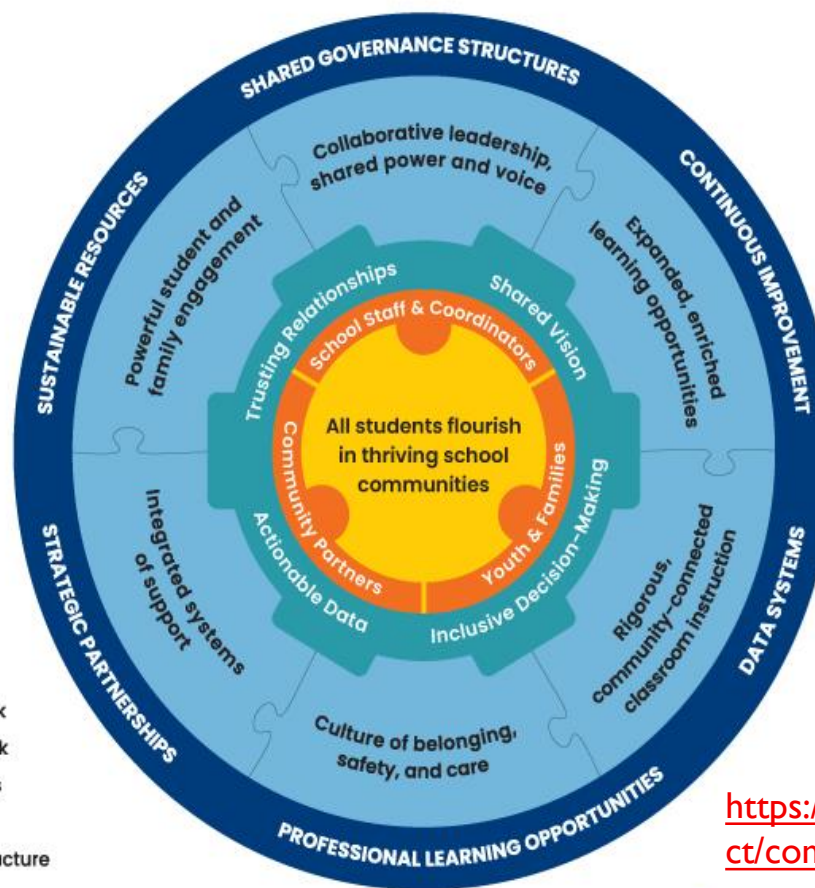 SHARED GOVERNANCE STRUCTURES
CONTINUOUS IMPROVEMENT
DATA SYSTEMS
PROFESSIONAL LEARNING OPPORTUNITIES
STRATEGIC PARTNERSHIPS
SUSTAINABLE RESOURCES
Collaborative leadership,
shared power and voice
Expanded, enriched
learning opportunities
Rigorous,
community-connected
classroom instruction
Culture of belonging,
safety, and care
Integrated systems
of support
Powerful student and
family engagement
Trusting Relationships
Shared Vision
Inclusive Decision-Making
Actionable Data
School Staff & Coordinators
Youth & Families
Community Partners
All students flourish
in thriving school
communities
https:/
ct/con